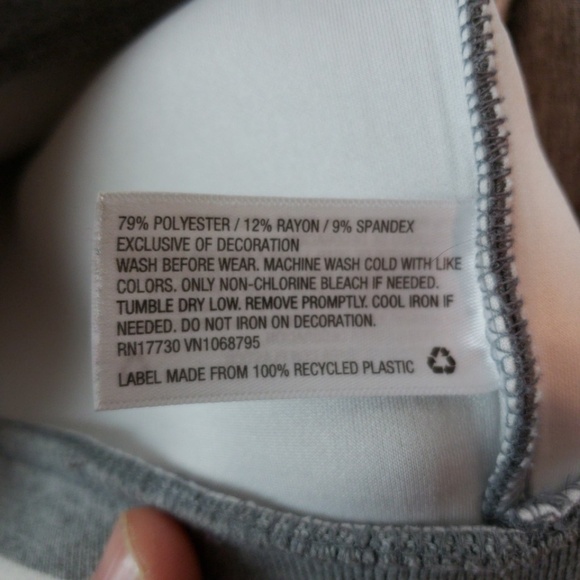 79% POLYESTER / 12% RAYON / 9% SPANDEX
EXCLUSIVE OF DECORATION
WASH BEFORE WEAR. MACHINE WASH COLD WITH LIKE
COLORS. ONLY NON-CHLORINE BLEACH IF NEEDED.
TUMBLE DRY LOW. REMOVE PROMPTLY. COOL IRON IF
NEEDED. DO NOT IRON ON DECORATION.
RN17730 VN1068795
LABEL MADE FROM 100% RECYCLED PLASTIC